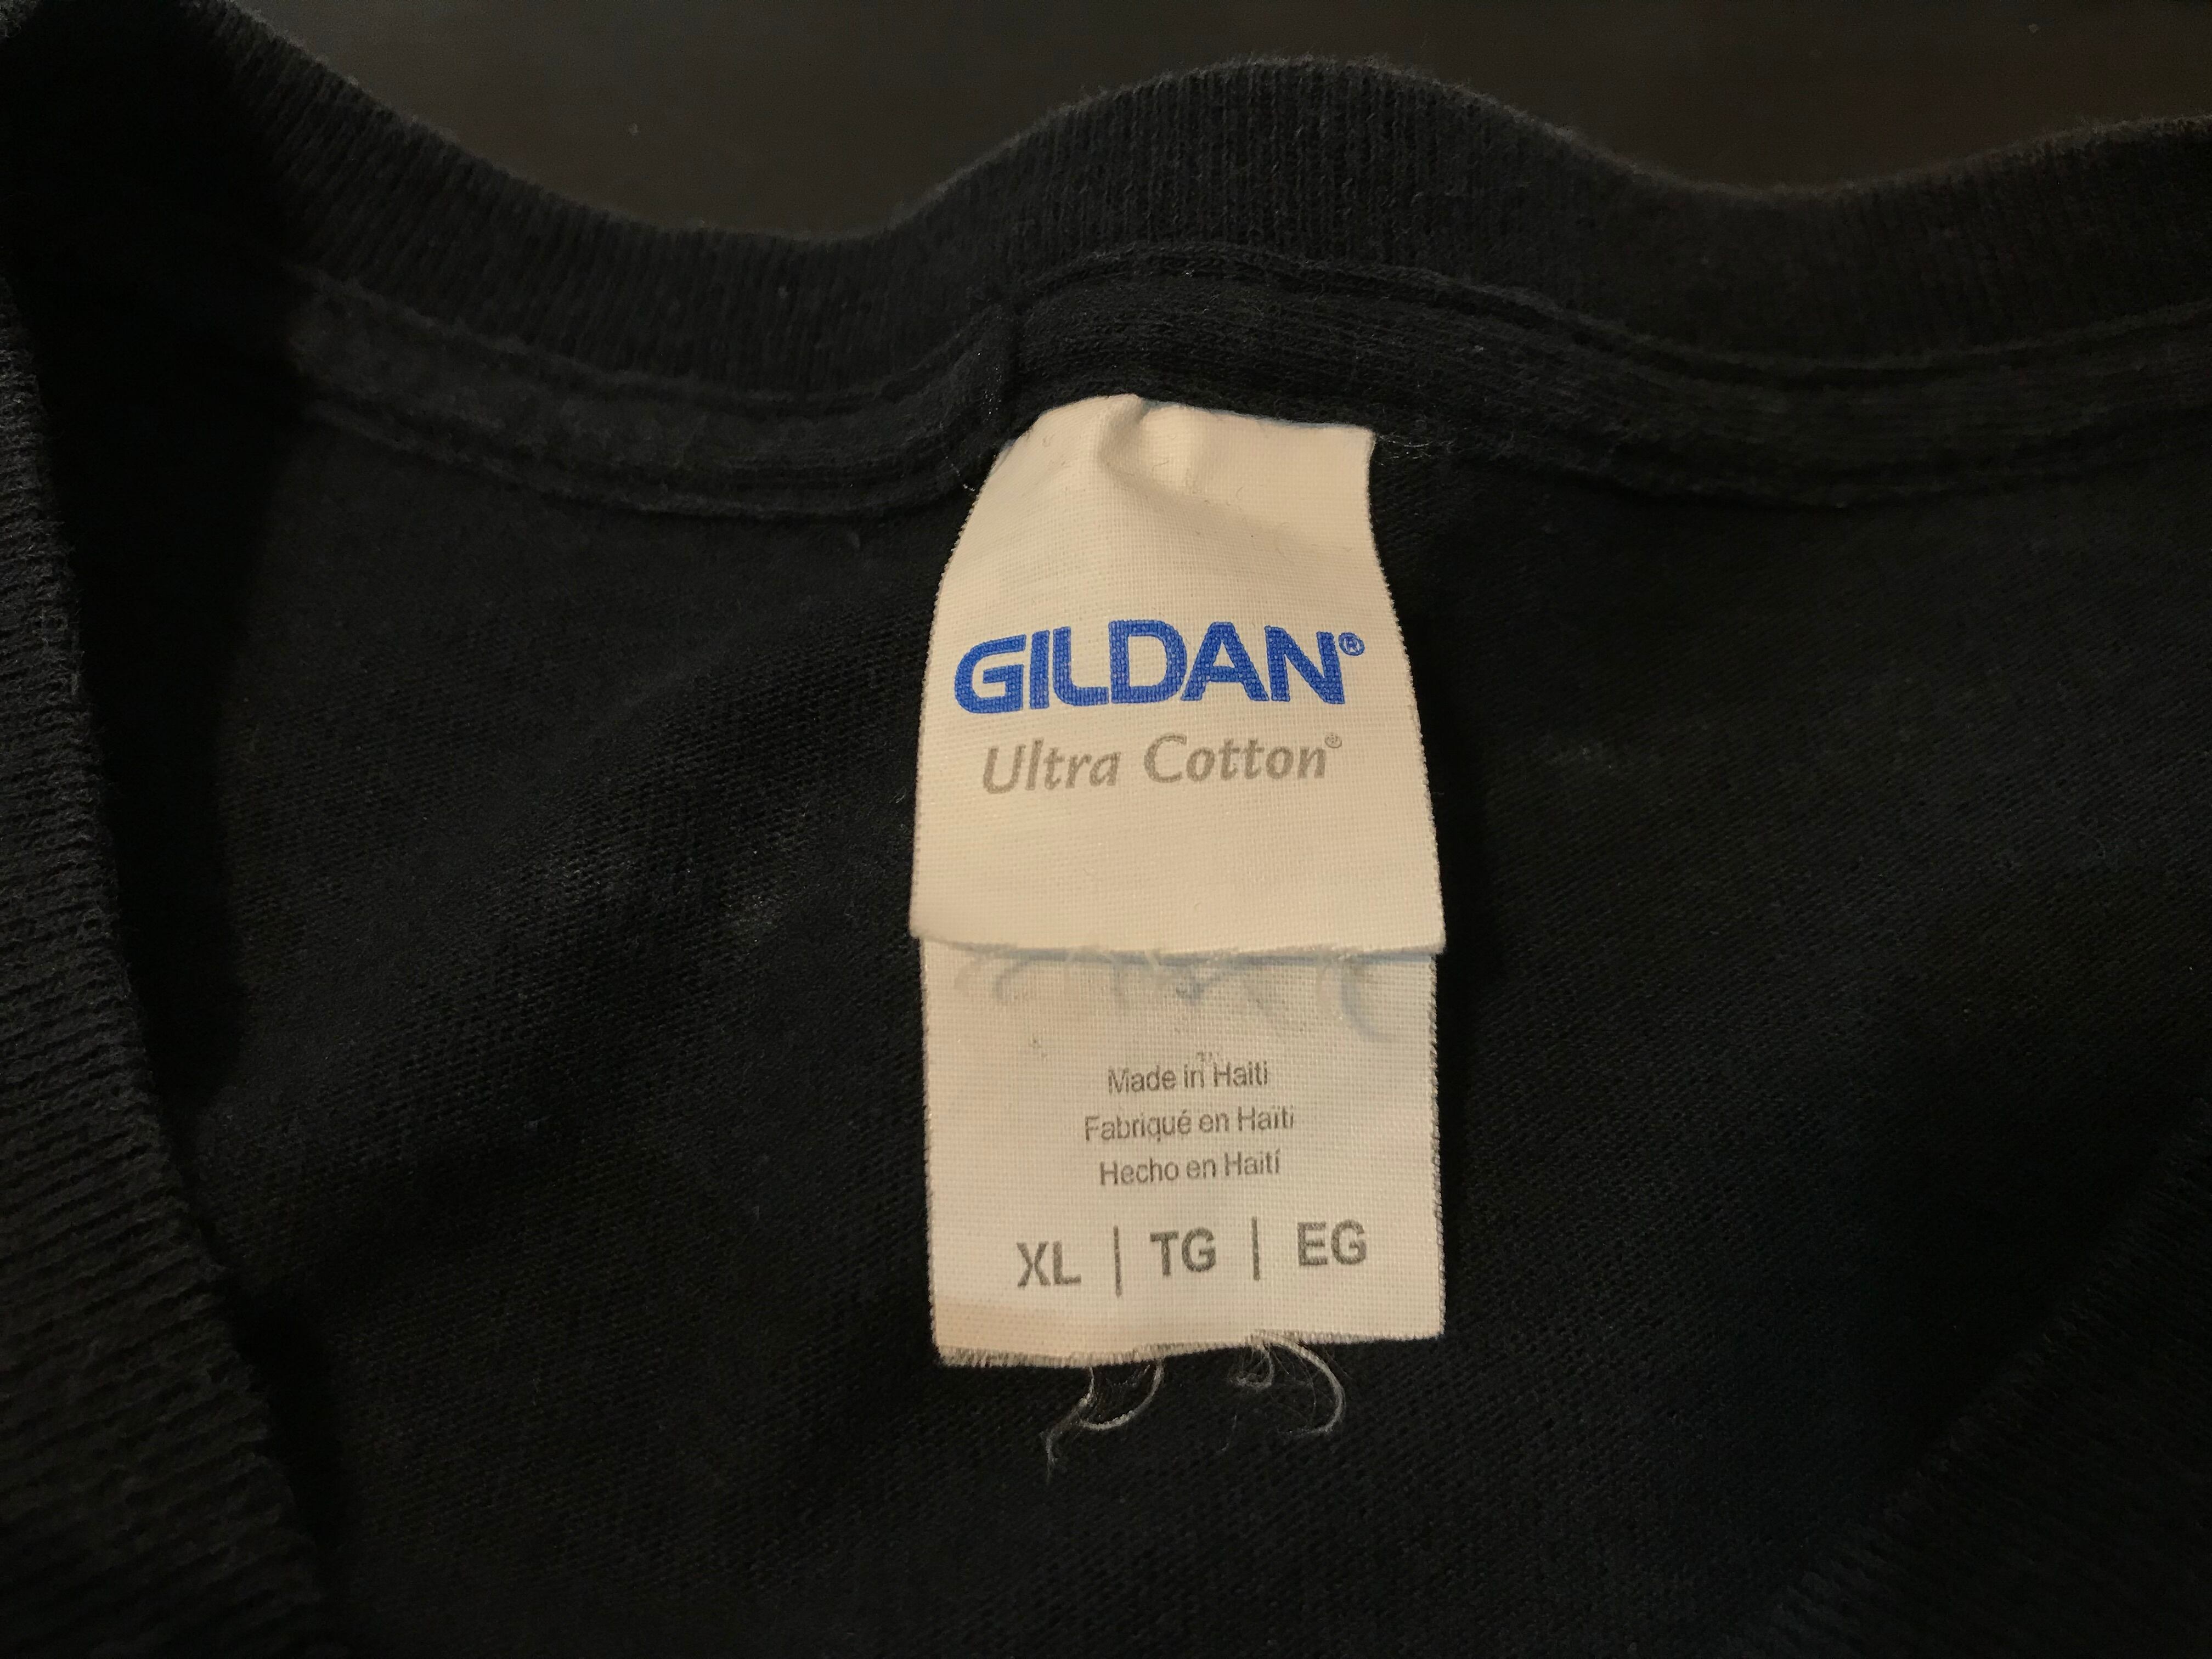 GILDAN®
Ultra Cotton®
Made in Haiti
Fabriqué en Haïti
Hecho en Haití
XL | TG | EG